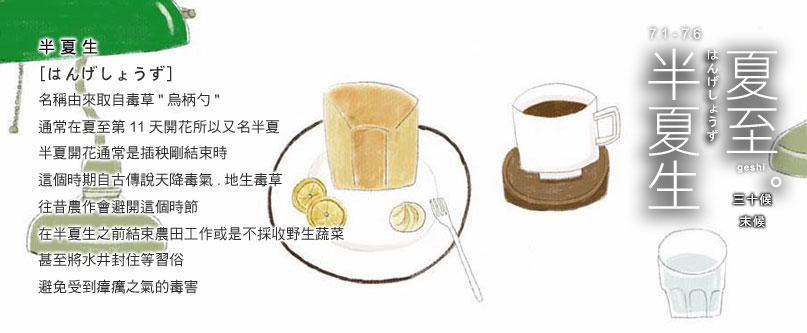 半夏生
[はんげしょうず]
名稱由來取自毒草"烏柄勺"
通常在夏至第11天開花所以又名半夏
半夏開花通常是插秧剛結束時
這個時期自古傳說天降毒氣.地生毒草
往昔農作會避開這個時節
在半夏生之前結束農田工作或是不採收野生蔬菜
甚至將水井封住等習俗
避免受到瘴癘之氣的毒害
71-76
夏至。
geshi
半夏生
はんげしょうず
三十候
末候